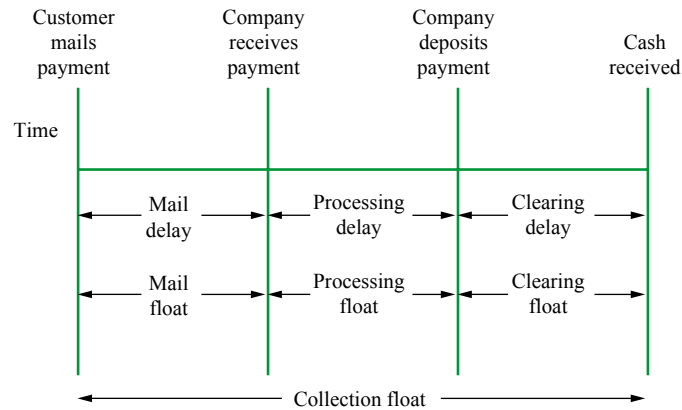 Customer
mails
payment
Company
receives
payment
Company
deposits
payment
Cash
received
Time
Mail
delay
Processing
delay
Clearing
delay
Mail
float
Processing
float
Clearing
float
Collection float